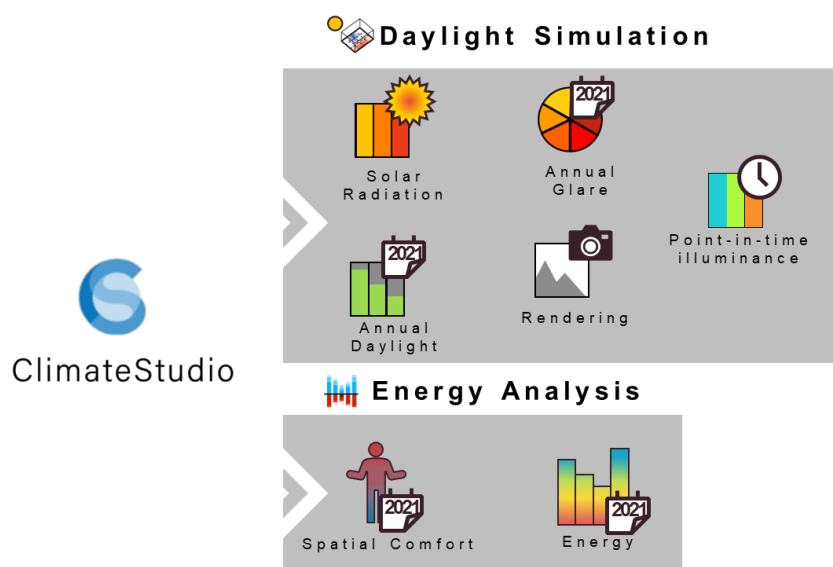 Daylight Simulation
2021
Solar
Radiation
Annual
Glare
Point-in-time
illuminance
2021
Annual
Daylight
Rendering
ClimateStudio
Energy Analysis
2021
Spatial Comfort
2021
Energy